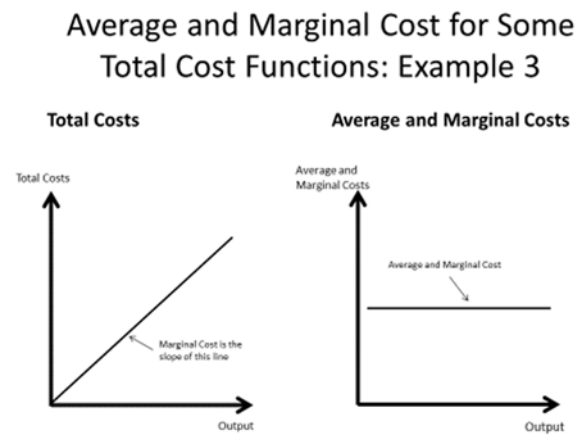 Average and Marginal Cost for Some
Total Cost Functions: Example 3
Total Costs
Average and Marginal Costs
Total Costs
Marginal Cost is the
slope of this line
Output
Average and
Marginal Costs
Average and Marginal Cost
Output